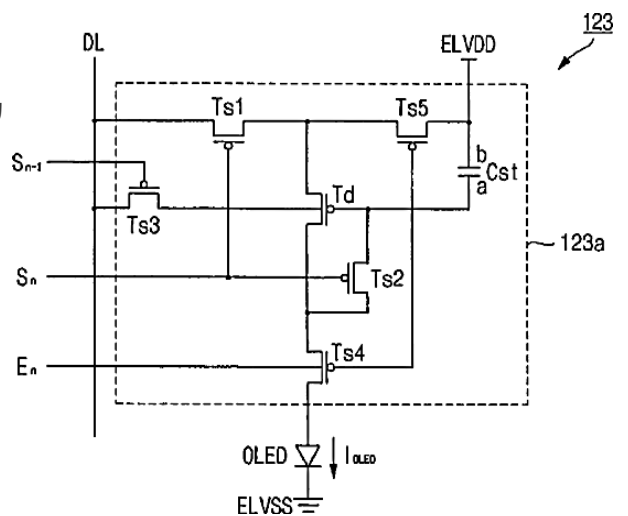 123
DL
ELVDD
Ts1
Ts5
Sn-1
b
Cst
a
Td
Ts3
123a
Sn
Ts2
Ts4
En
OLED
IOLED
ELVSS